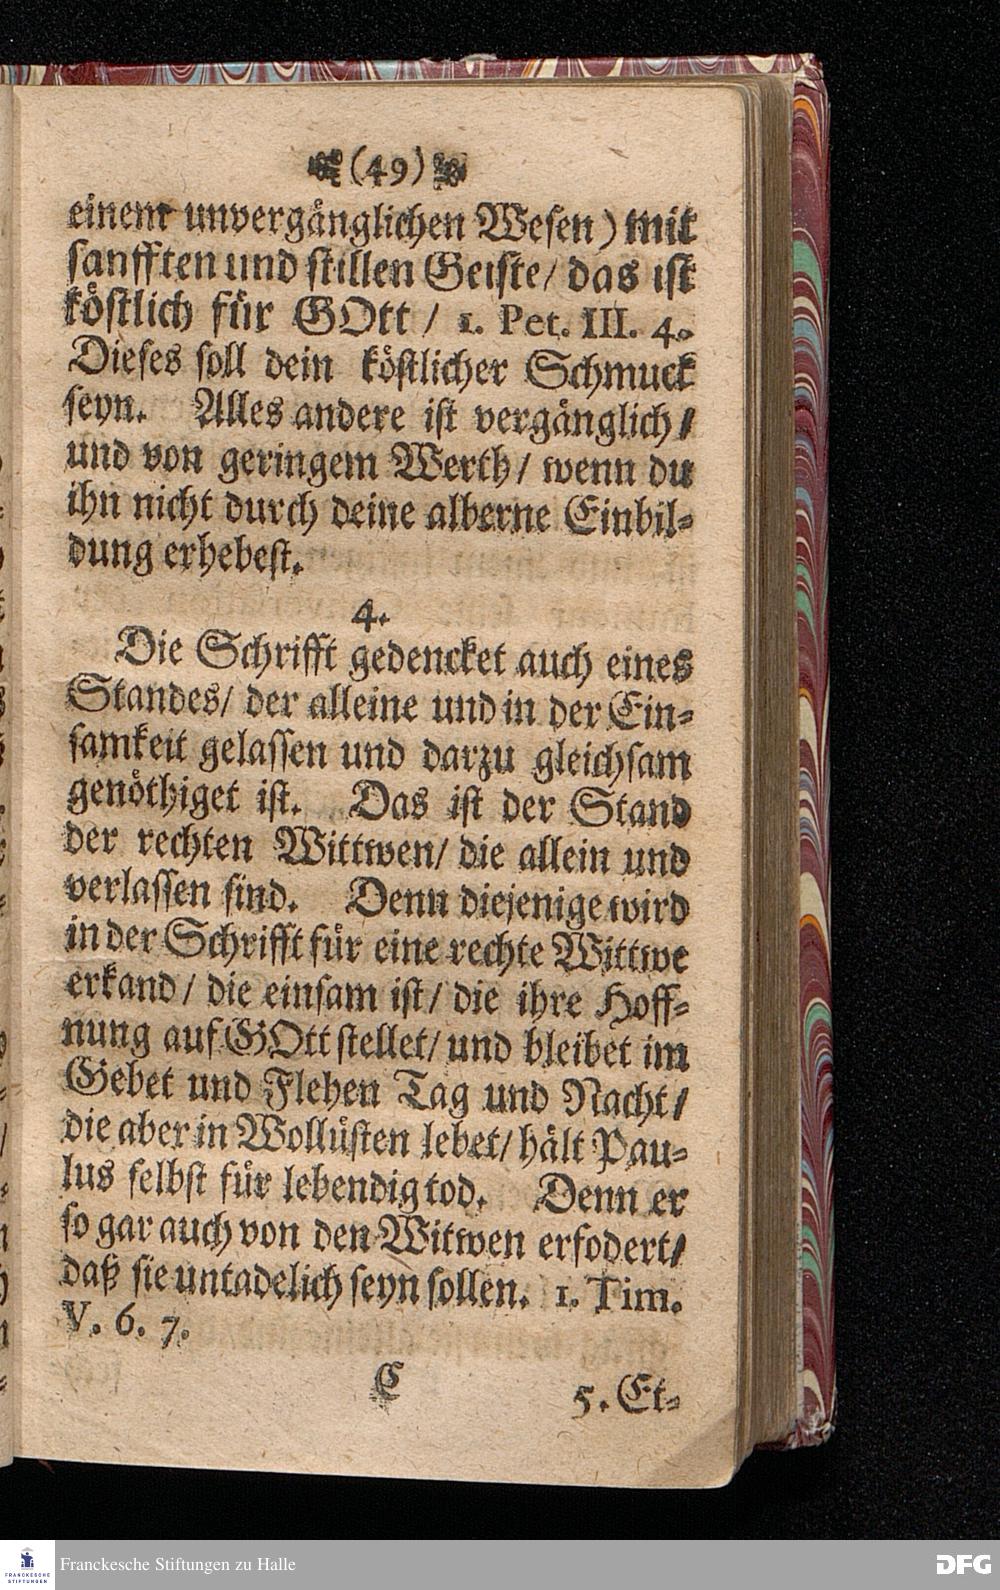 (49)
einem unvergänglichen Wesen) mit
sanfften und stillen Geiste/ das ist
köstlich für GOtt / 1. Pet. III. 4.
Dieses soll dein köstlicher Schmuck
seyn. Alles andere ist vergänglich/
und von geringem Werth/ wenn du
ihn nicht durch deine alberne Einbil-
dung erhebest.
4.
Die Schrifft gedencket auch eines
Standes/ der alleine und in der Ein-
samkeit gelassen und darzu gleichsam
genöthiget ist. Das ist der Stand
der rechten Wittwen/ die allein und
verlassen sind. Denn diejenige wird
in der Schrifft für eine rechte Wittwe
erkand/ die einsam ist/ die ihre Hoff-
nung auf GOtt stellet/ und bleibet im
Gebet und Flehen Tag und Nacht/
die aber in Wollüsten lebet/ hält Pau-
lus selbst für lebendig tod. Denn er
so gar auch von den Witwen erfodert/
daß sie untadelich seyn sollen. 1. Tim.
V. 6. 7.
C 5. Et-
FRANCKESCHE STIFTUNGEN
Franckesche Stiftungen zu Halle
DFG